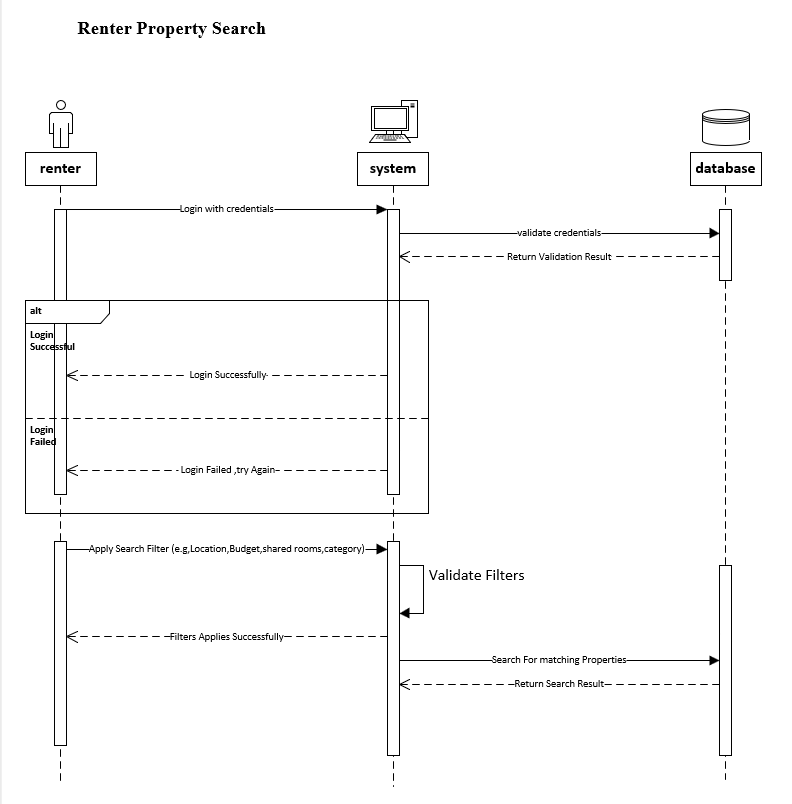 Renter Property Search
renter
system
database
Login with credentials
validate credentials
Return Validation Result
alt
Login
Successful
Login Successfully
Login
Failed
Login Failed ,try Again
Apply Search Filter (e.g,Location,Budget,shared rooms,category)
Validate Filters
Filters Applies Successfully
Search For matching Properties
Return Search Result